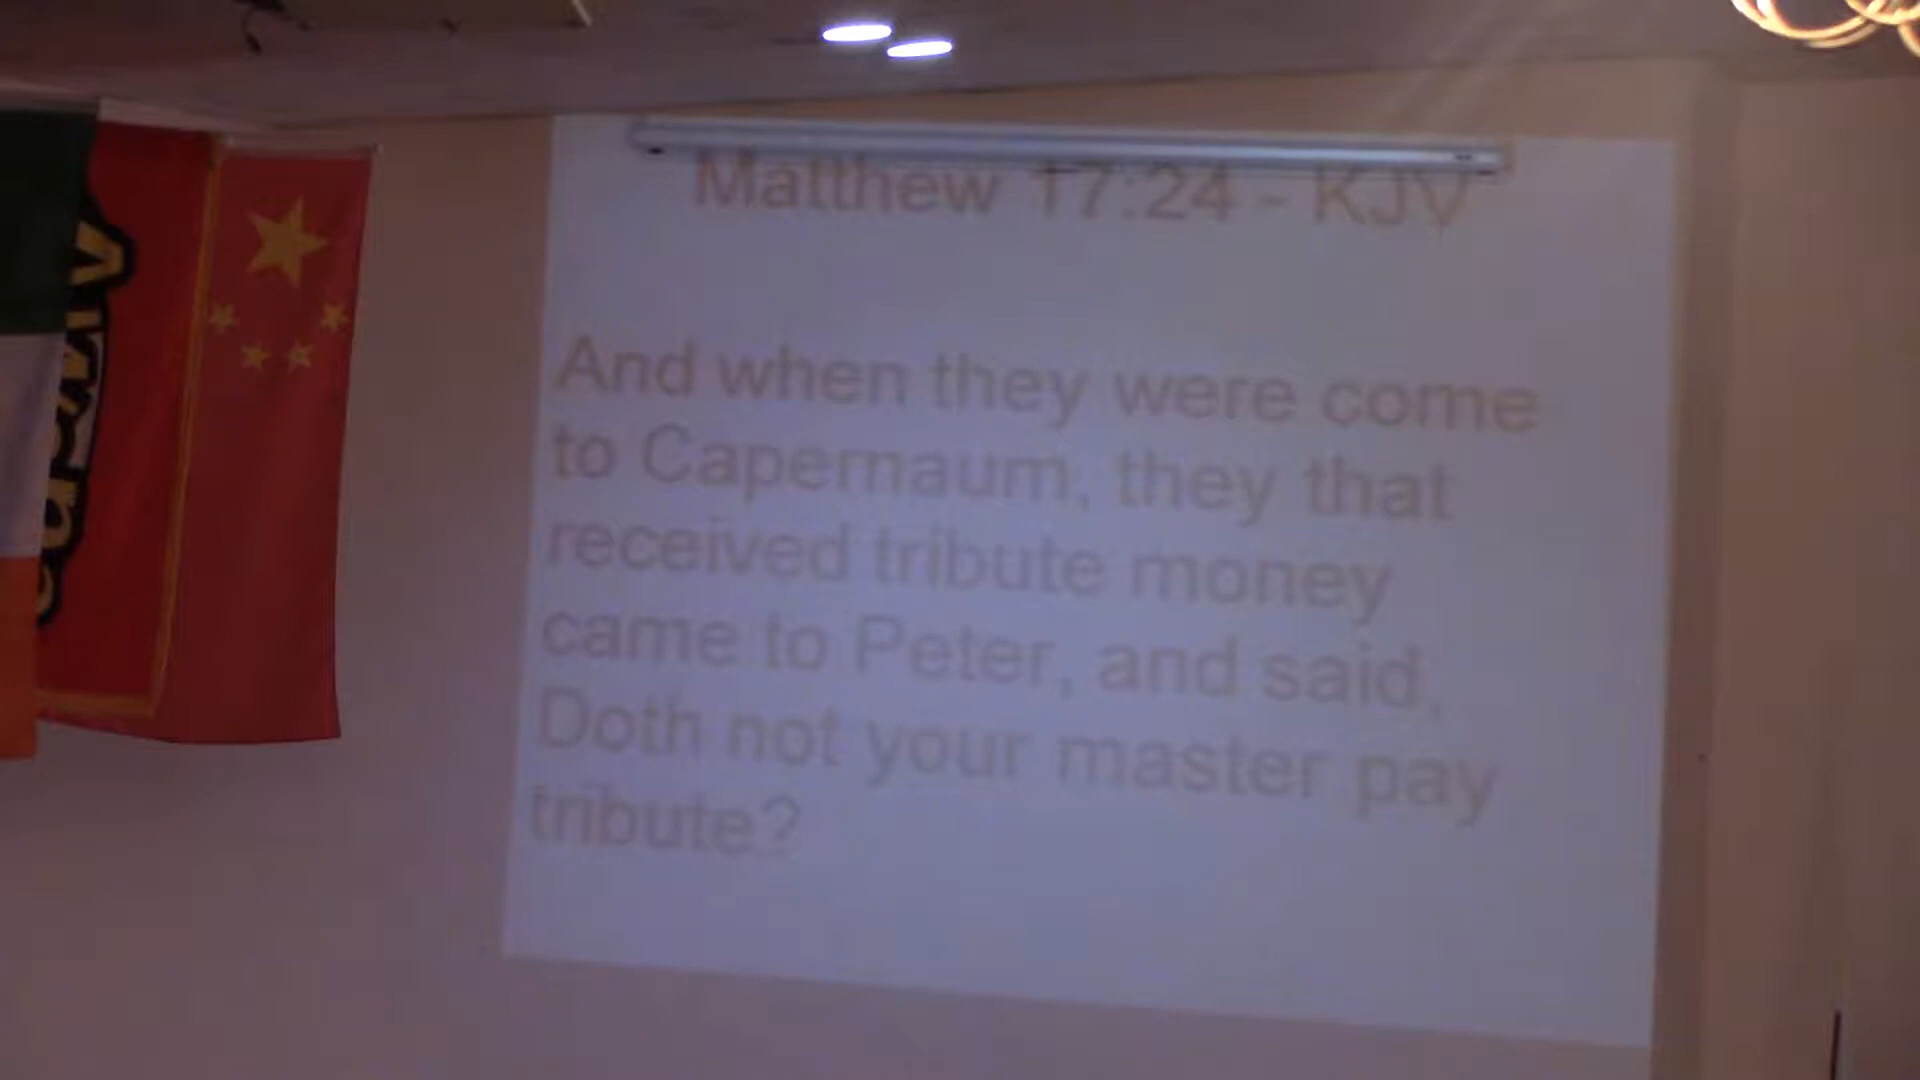 Matthew 17:24 - KJV
And when they were come
to Capernaum, they that
received tribute money
came to Peter, and said,
Doth not your master pay
tribute?